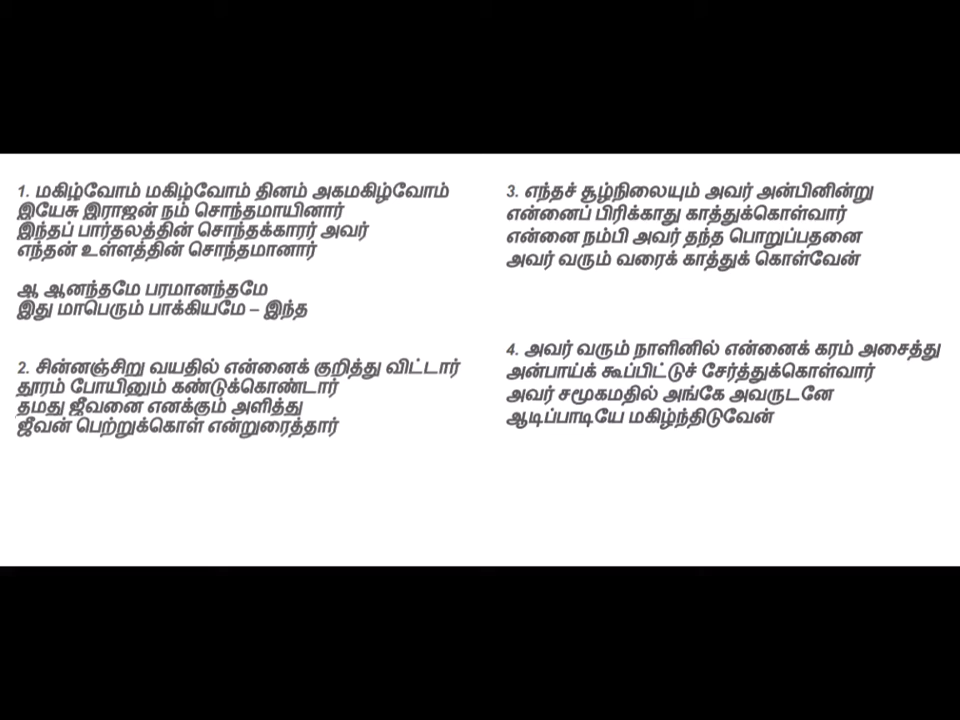 1. மகிழ்வோம் மகிழ்வோம் தினம் அகமகிழ்வோம்
இயேசு இராஜன் நம் சொந்தமாயினார்
இந்தப் பார்தலத்தின் சொந்தக்காரர் அவர்
எந்தன் உள்ளத்தின் சொந்தமானார்
ஆ ஆனந்தமே பரமானந்தமே
இது மாபெரும் பாக்கியமே – இந்த
2. சின்னஞ்சிறு வயதில் என்னைக் குறித்து விட்டார்
தூரம் போயினும் கண்டுக்கொண்டார்
தமது ஜீவனை எனக்கும் அளித்து
ஜீவன் பெற்றுக்கொள் என்றுரைத்தார்
3. எந்தச் சூழ்நிலையும் அவர் அன்பினின்று
என்னைப் பிரிக்காது காத்துக்கொள்வார்
என்னை நம்பி அவர் தந்த பொறுப்பதனை
அவர் வரும் வரைக் காத்துக் கொள்வேன்
4. அவர் வரும் நாளினில் என்னைக் கரம் அசைத்து
அன்பாய்க் கூப்பிட்டுச் சேர்த்துக்கொள்வார்
அவர் சமூகமதில் அங்கே அவருடனே
ஆடிப்பாடியே மகிழ்ந்திடுவேன்